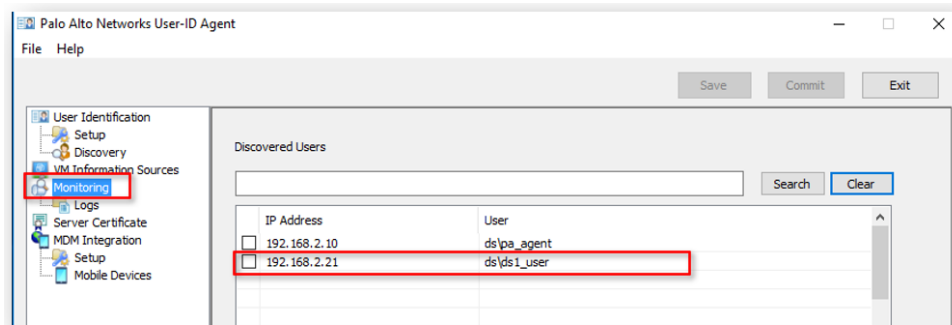 Palo Alto Networks User-ID Agent
File Help
Save Commit Exit
User Identification
Setup
Discovery
VM Information Sources
Monitoring
Logs
Server Certificate
MDM Integration
Setup
Mobile Devices
Discovered Users
Search Clear
IP Address User
192.168.2.10 ds\pa_agent
192.168.2.21 ds\ds1_user